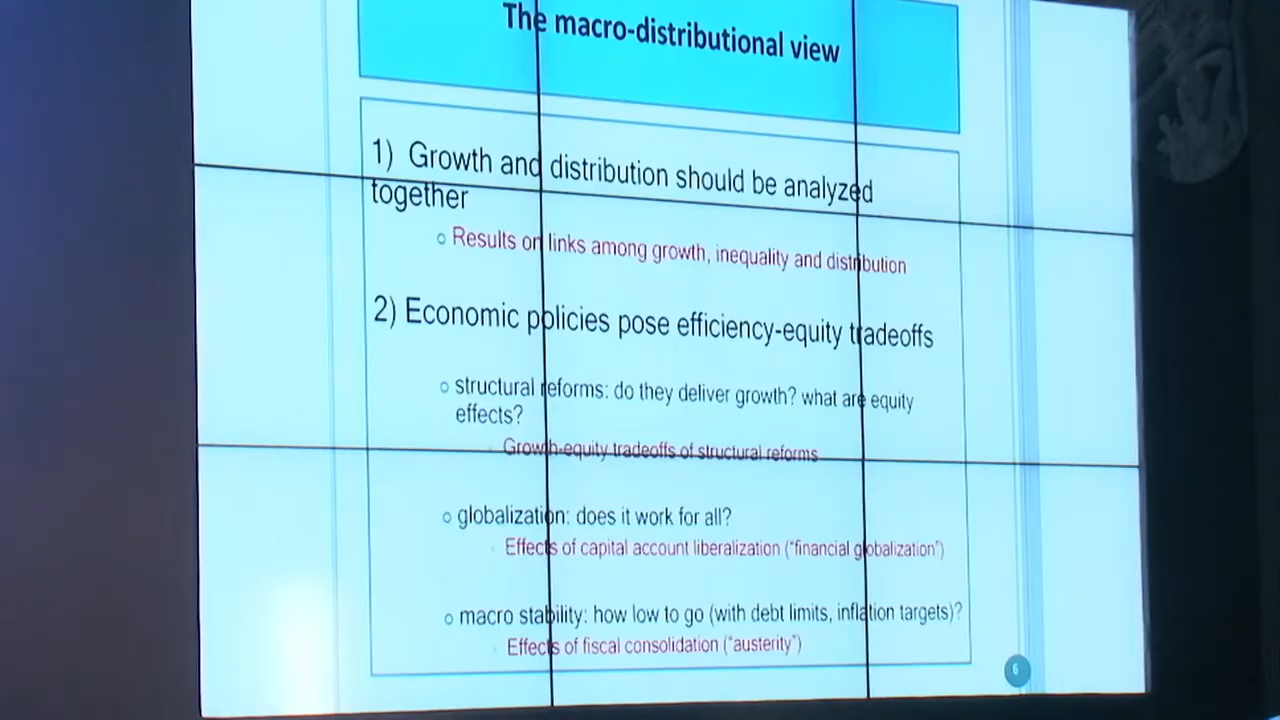 The macro-distributional view
1) Growth and distribution should be analyzed
together
Results on links among growth, inequality and distribution
2) Economic policies pose efficiency-equity tradeoffs
structural reforms: do they deliver growth? what are equity
effects?
Growth-equity tradeoffs of structural reforms
globalization: does it work for all?
Effects of capital account liberalization ("financial globalization")
macro stability: how low to go (with debt limits, inflation targets)?
Effects of fiscal consolidation ("austerity")
6